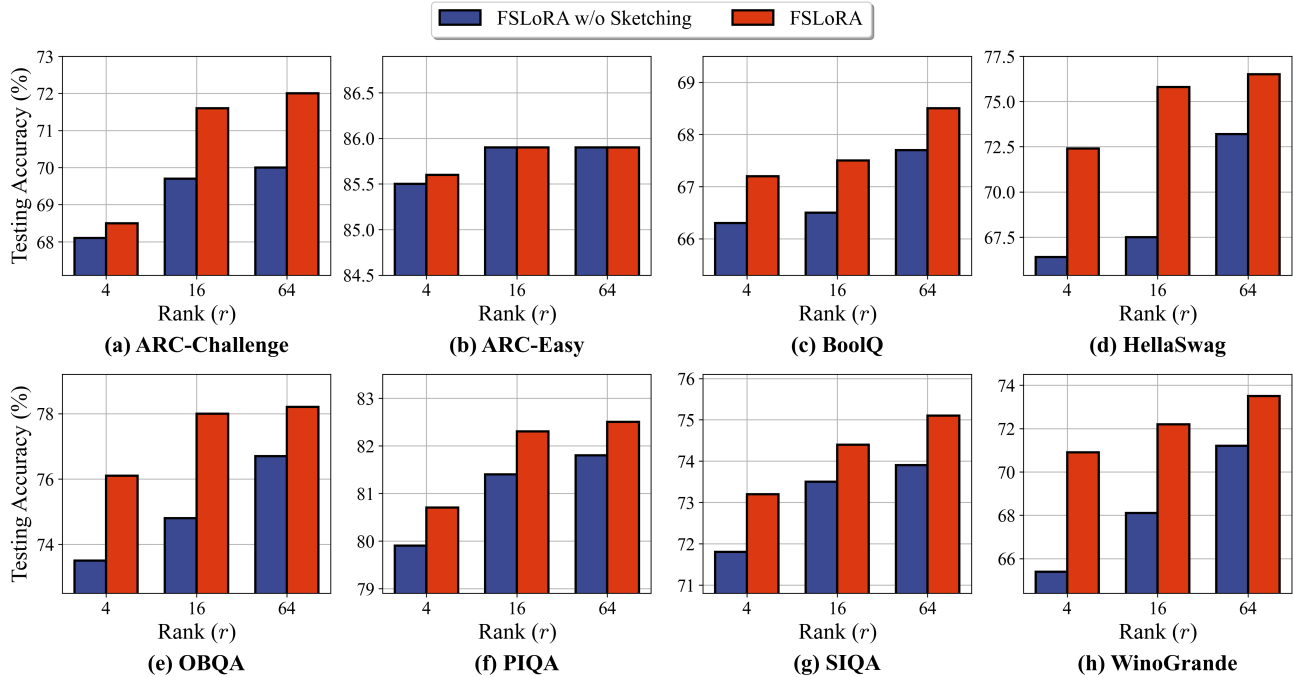 FSLoRA w/o Sketching FSLoRA
Testing Accuracy (%)
73
72
71
70
69
68
4 16 64
Rank (r)
(a) ARC-Challenge
86.5
86.0
85.5
85.0
84.5
4 16 64
Rank (r)
(b) ARC-Easy
69
68
67
66
4 16 64
Rank (r)
(c) BoolQ
77.5
75.0
72.5
70.0
67.5
4 16 64
Rank (r)
(d) HellaSwag
Testing Accuracy (%)
78
76
74
4 16 64
Rank (r)
(e) OBQA
83
82
81
80
79
4 16 64
Rank (r)
(f) PIQA
76
75
74
73
72
71
4 16 64
Rank (r)
(g) SIQA
74
72
70
68
66
4 16 64
Rank (r)
(h) WinoGrande